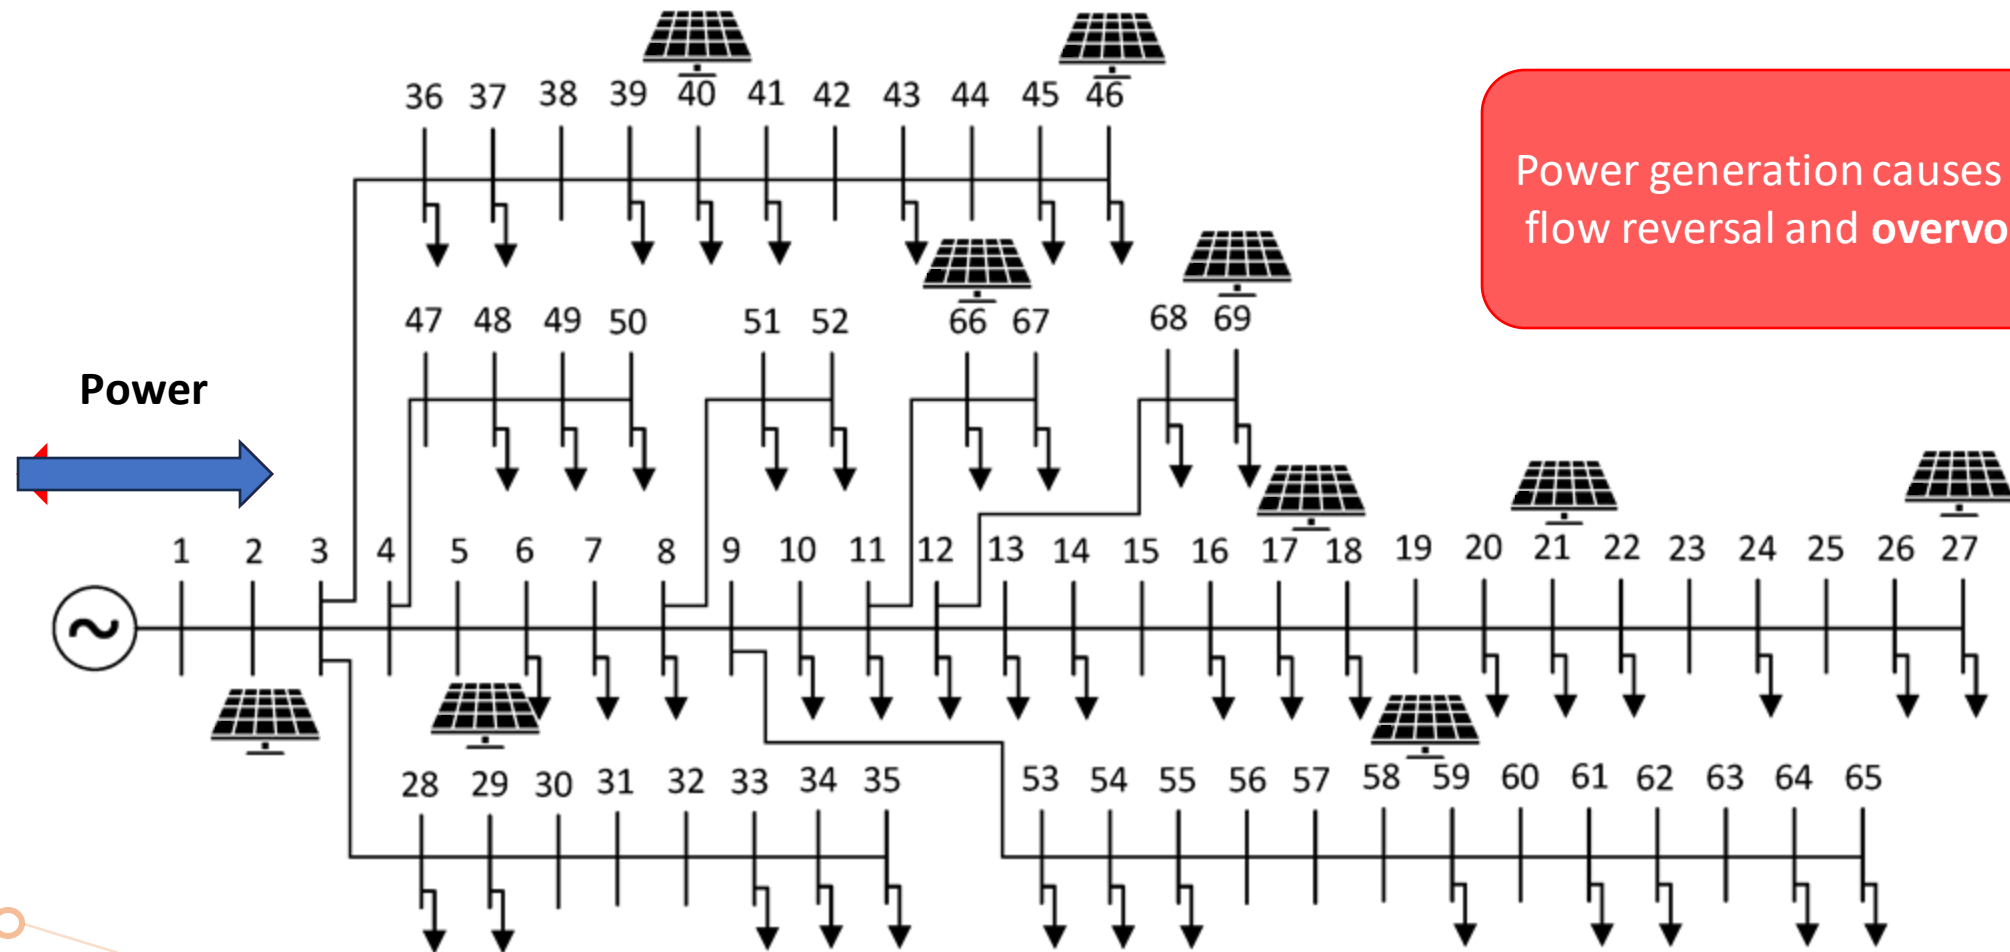 36 37 38 39 40 41 42 43 44 45 46
Power generation causes
flow reversal and overvo
47 48 49 50 51 52 66 67 68 69
Power
1 2 3 4 5 6 7 8 9 10 11 12 13 14 15 16 17 18 19 20 21 22 23 24 25 26 27
28 29 30 31 32 33 34 35 53 54 55 56 57 58 59 60 61 62 63 64 65